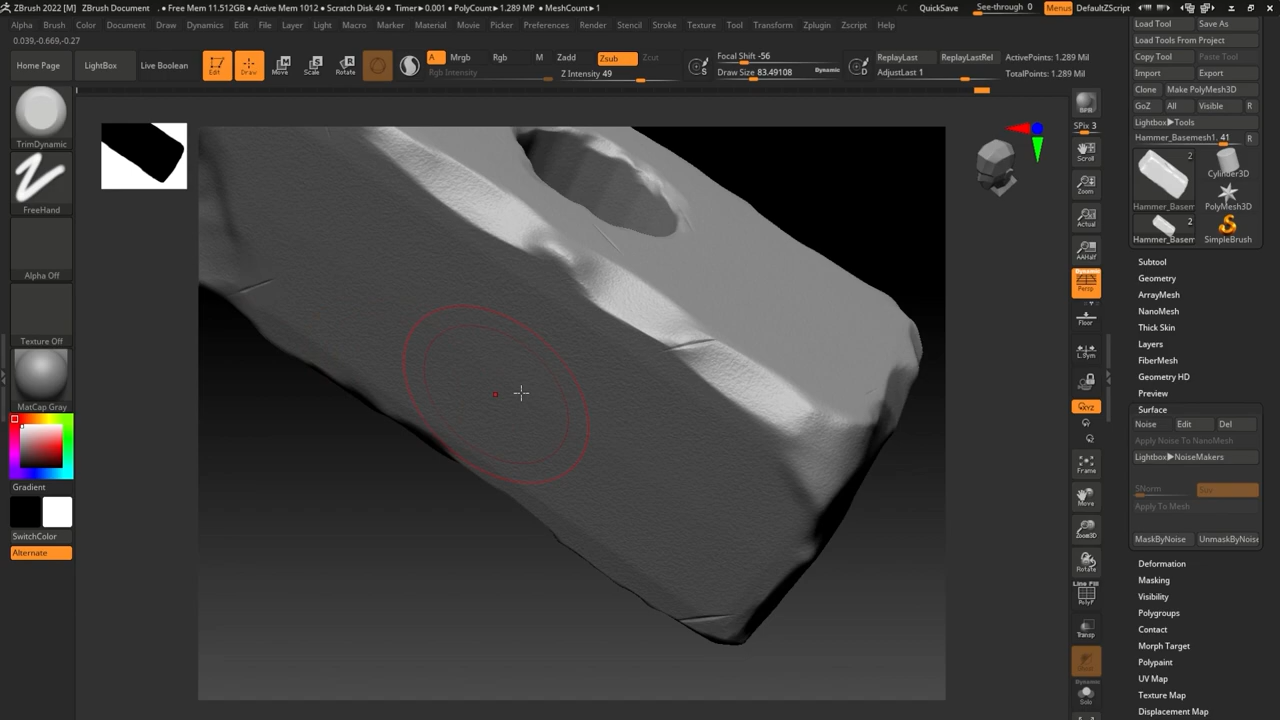 ZBrush 2022 [M] ZBrush Document , • Free Mem 11.512GB • Active Mem 1012 • Scratch Disk 49 • Timer▸0.001 • PolyCount▸1.289 MP • MeshCount▸1 AC QuickSave See-through 0 Menus DefaultZScript
Alpha Brush Color Document Draw Dynamics Edit File Layer Light Macro Marker Material Movie Picker Preferences Render Stencil Stroke Texture Tool Transform Zplugin Zscript Help
0.039,-0.669,-0.27
Home Page LightBox Live Boolean Edit Draw Move Scale Rotate A Mrgb Rgb M Zadd Zsub Zcut Focal Shift -56 ReplayLast ReplayLastRel ActivePoints: 1.289 Mil
Rgb Intensity Z Intensity 49 Draw Size 83.49108 Dynamic AdjustLast 1 TotalPoints: 1.289 Mil
S D
TrimDynamic
FreeHand
Alpha Off
Texture Off
MatCap Gray
Gradient
SwitchColor
Alternate
BPR
SPix 3
Scroll
Zoom
Actual
AAHalf
Dynamic
Persp
Floor
L.Sym
XYZ
Frame
Move
Zoom3D
Rotate
Line Fill
PolyF
Transp
Dynamic
Solo
Load Tool Save As
Load Tools From Project
Copy Tool Paste Tool
Import Export
Clone Make PolyMesh3D
GoZ All Visible R
Lightbox▸Tools
Hammer_Basemesh1. 41 R
2
Cylinder3D
Hammer_Basem PolyMesh3D
2
Hammer_Basem SimpleBrush
Subtool
Geometry
ArrayMesh
NanoMesh
Thick Skin
Layers
FiberMesh
Geometry HD
Preview
Surface
Noise Edit Del
Apply Noise To NanoMesh
Lightbox▸NoiseMakers
SNorm Suv
Apply To Mesh
MaskByNoise UnmaskByNoise
Deformation
Masking
Visibility
Polygroups
Contact
Morph Target
Polypaint
UV Map
Texture Map
Displacement Map